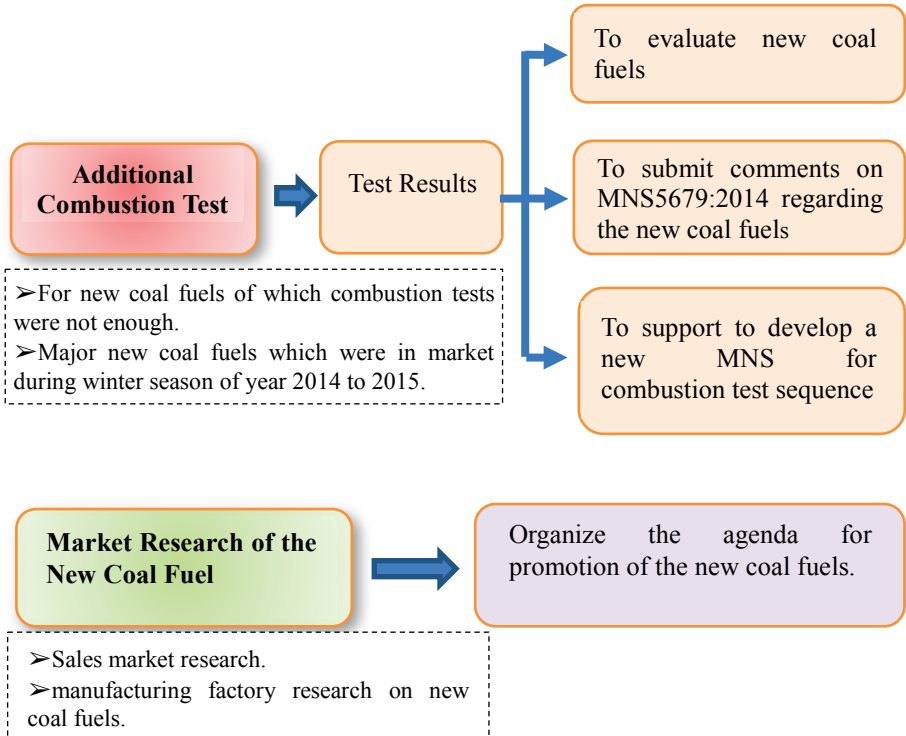 To evaluate new coal
fuels
Additional
Combustion Test
Test Results
To submit comments on
MNS5679:2014 regarding
the new coal fuels
➢For new coal fuels of which combustion tests
were not enough.
➢Major new coal fuels which were in market
during winter season of year 2014 to 2015.
To support to develop a
new MNS for
combustion test sequence
Market Research of the
New Coal Fuel
Organize the agenda for
promotion of the new coal fuels.
➢Sales market research.
➢manufacturing factory research on new
coal fuels.